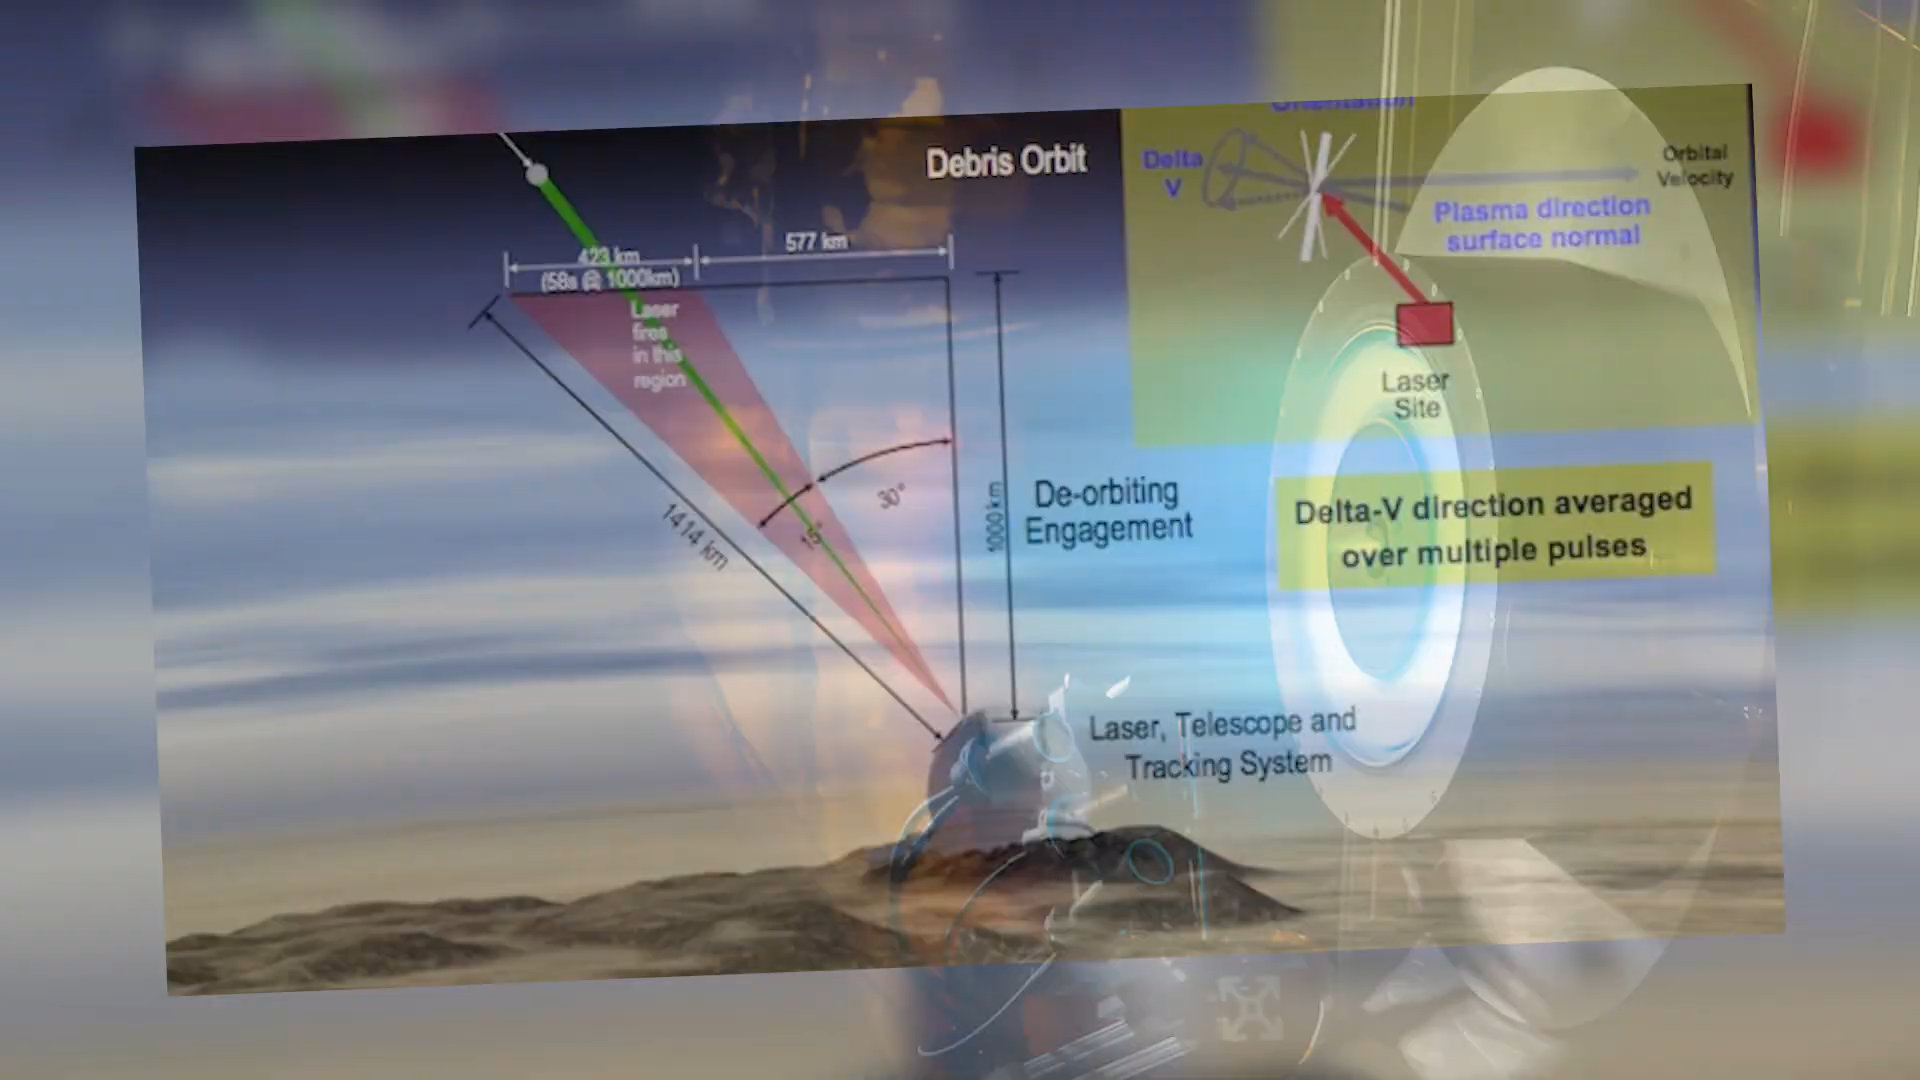 Debris Orbit
577 km
423 km
(58s @ 1000km)
Laser
fires
in this
region
30°
15°
1414 km
1000 km
De-orbiting
Engagement
Laser, Telescope and
Tracking System
Orientation
Delta
V
Orbital
Velocity
Plasma direction
surface normal
Laser
Site
Delta-V direction averaged
over multiple pulses